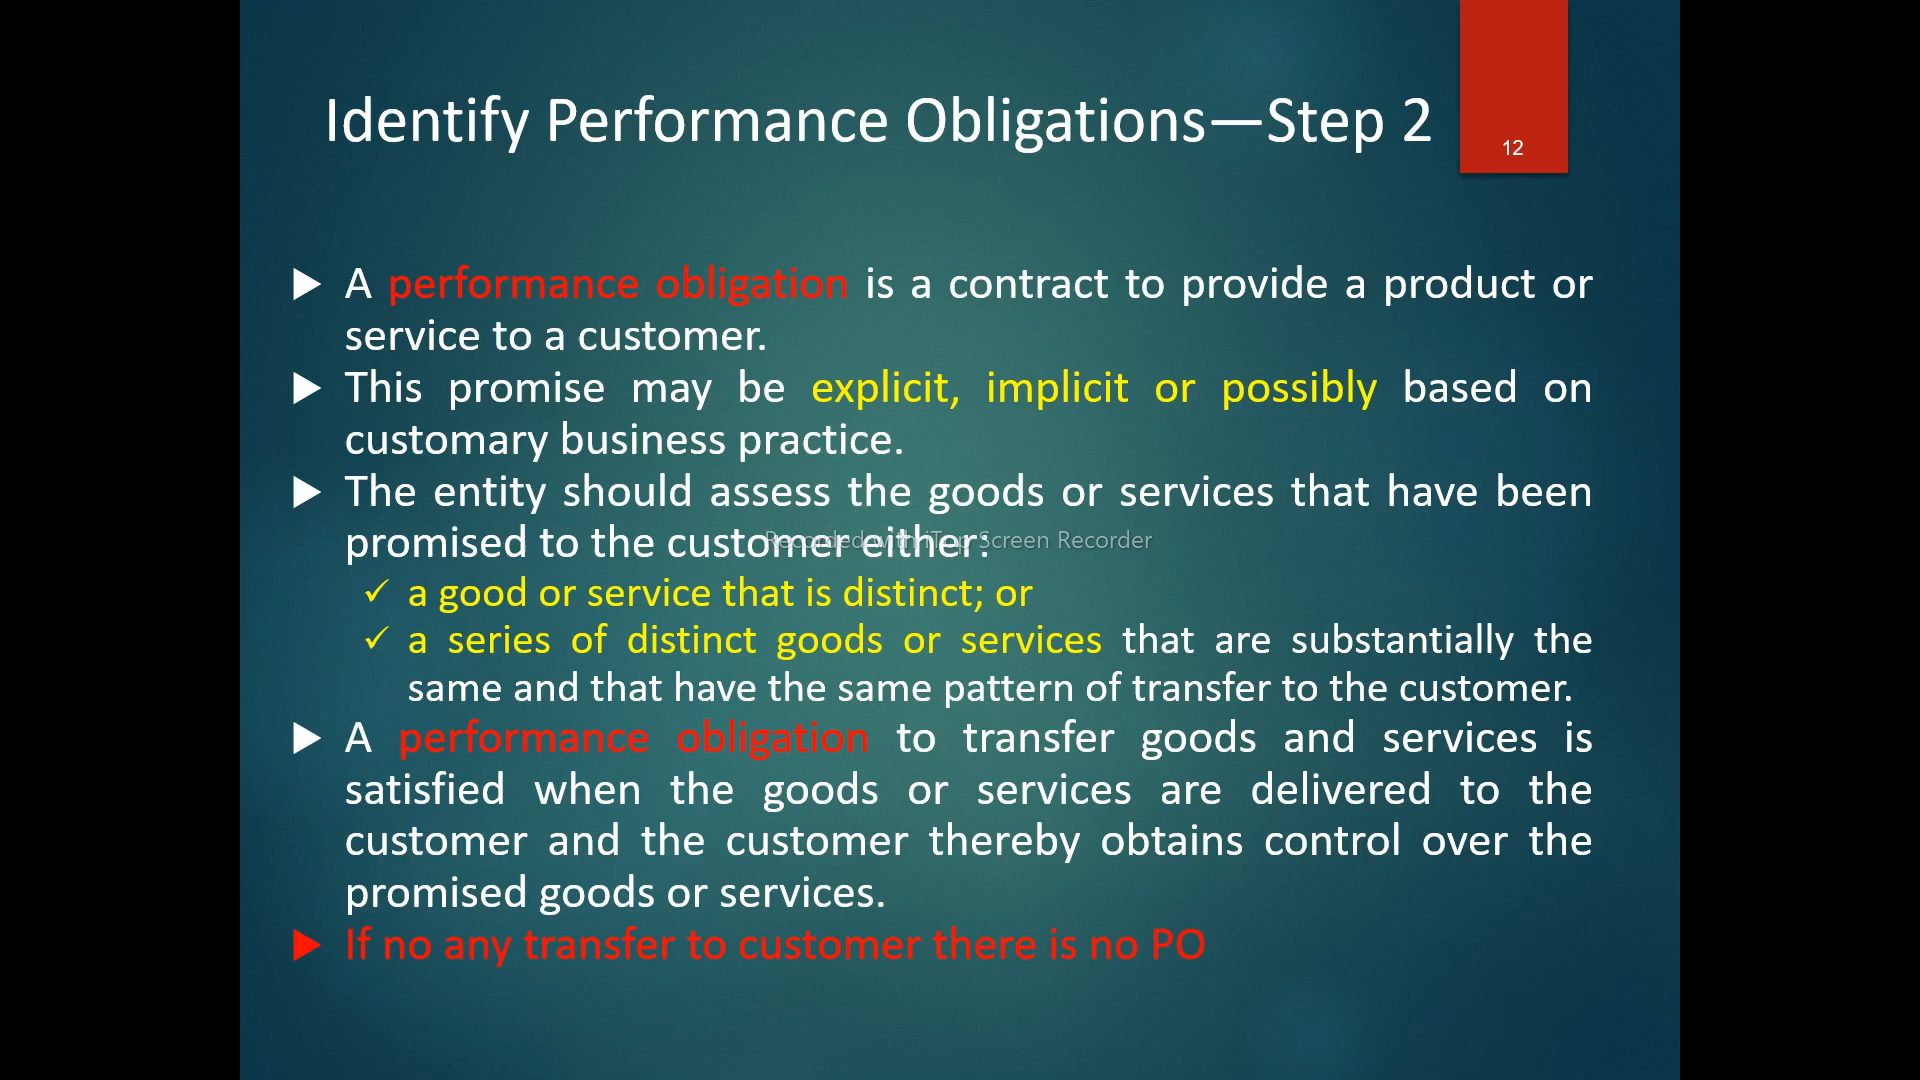 Identify Performance Obligations—Step 2
12
A performance obligation is a contract to provide a product or
service to a customer.
This promise may be explicit, implicit or possibly based on
customary business practice.
The entity should assess the goods or services that have been
promised to the customer either:
Recorded with iTop Screen Recorder
a good or service that is distinct; or
a series of distinct goods or services that are substantially the
same and that have the same pattern of transfer to the customer.
A performance obligation to transfer goods and services is
satisfied when the goods or services are delivered to the
customer and the customer thereby obtains control over the
promised goods or services.
If no any transfer to customer there is no PO